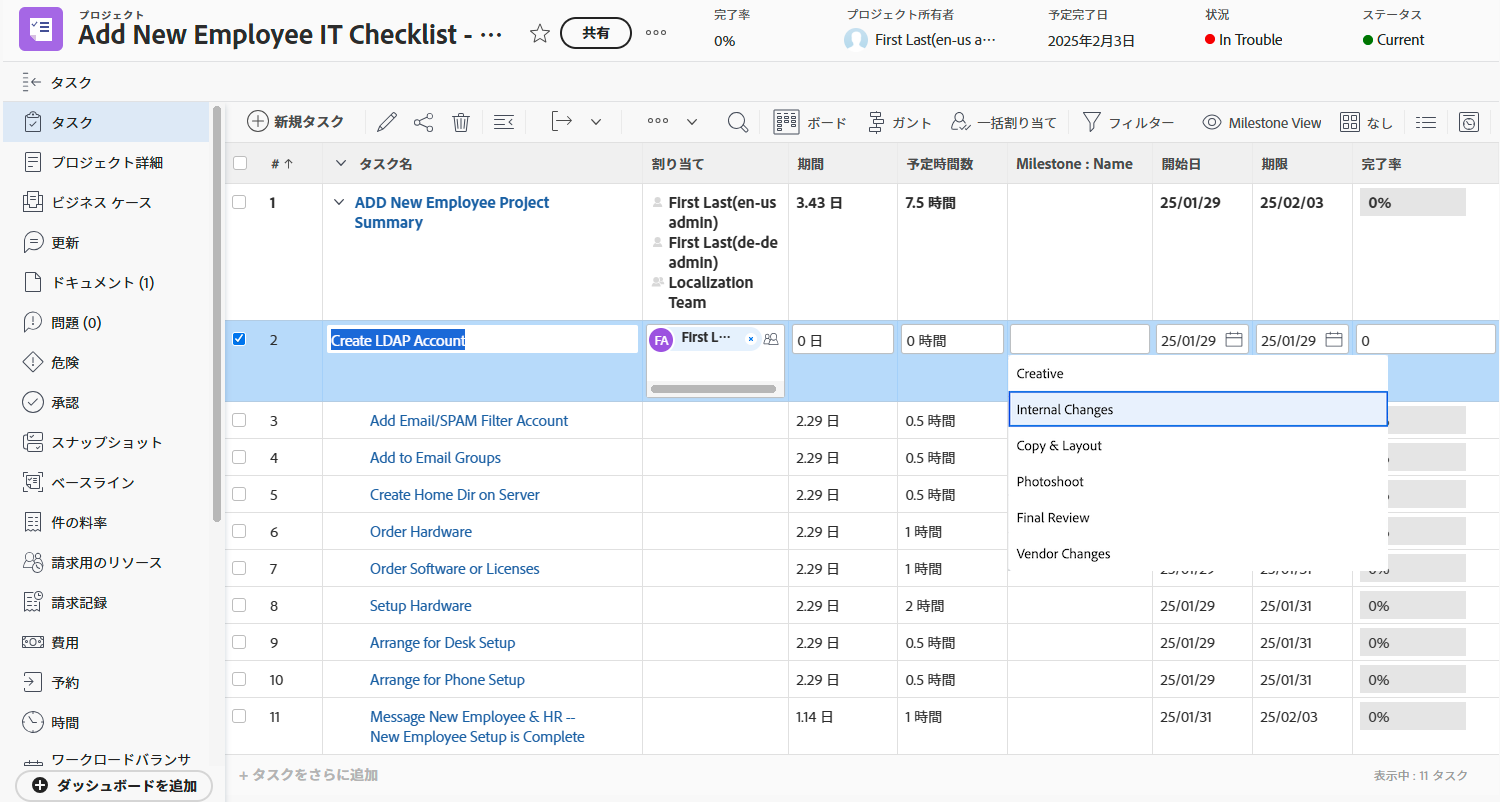 プロジェクト
Add New Employee IT Checklist - ···
共有
完了率
0%
プロジェクト所有者
First Last(en-us a···
予定完了日
2025年2月3日
状況
In Trouble
ステータス
Current
タスク
タスク
プロジェクト詳細
ビジネス ケース
更新
ドキュメント (1)
問題 (0)
危険
承認
スナップショット
ベースライン
件の料率
請求用のリソース
請求記録
費用
予約
時間
ワークロードバランサ
ダッシュボードを追加
新規タスク
ボード
ガント
一括割り当て
フィルター
Milestone View
なし
# ↑ タスク名 割り当て 期間 予定時間数 Milestone : Name 開始日 期限 完了率
1 ADD New Employee Project First Last(en-us 3.43 日 7.5 時間 25/01/29 25/02/03 0%
Summary admin)
First Last(de-de
admin)
Localization
Team
2 Create LDAP Account FA First L··· × 0 日 0 時間 25/01/29 25/01/29 0
Creative
Internal Changes
Copy & Layout
Photoshoot
Final Review
Vendor Changes
3 Add Email/SPAM Filter Account 2.29 日 0.5 時間
4 Add to Email Groups 2.29 日 0.5 時間
5 Create Home Dir on Server 2.29 日 0.5 時間
6 Order Hardware 2.29 日 1 時間
7 Order Software or Licenses 2.29 日 1 時間 25/01/29 25/01/31 0%
8 Setup Hardware 2.29 日 2 時間 25/01/29 25/01/31 0%
9 Arrange for Desk Setup 2.29 日 0.5 時間 25/01/29 25/01/31 0%
10 Arrange for Phone Setup 2.29 日 0.5 時間 25/01/29 25/01/31 0%
11 Message New Employee & HR -- 1.14 日 1 時間 25/01/31 25/02/03 0%
New Employee Setup is Complete
+ タスクをさらに追加
表示中 : 11 タスク